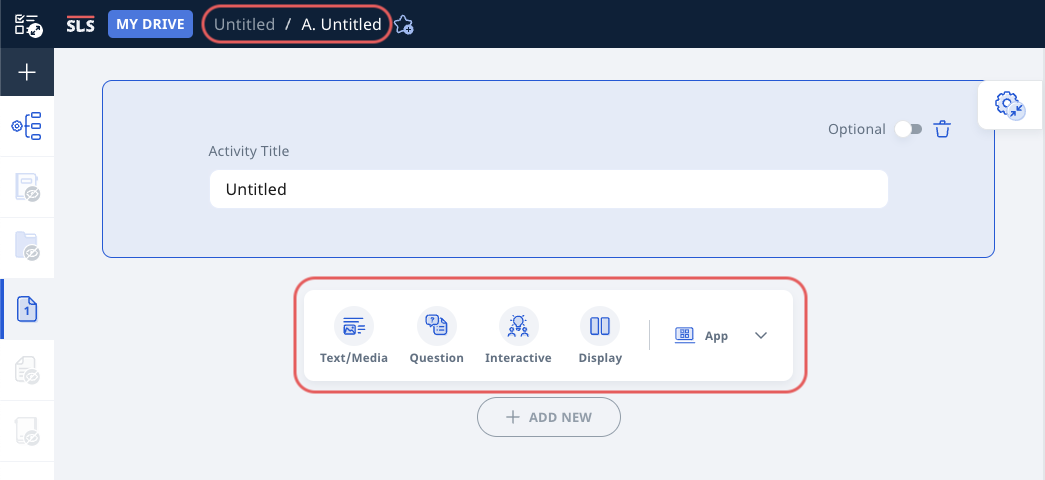 SLS MY DRIVE Untitled / A. Untitled
Optional
Activity Title
Untitled
1
Text/Media Question Interactive Display App
ADD NEW